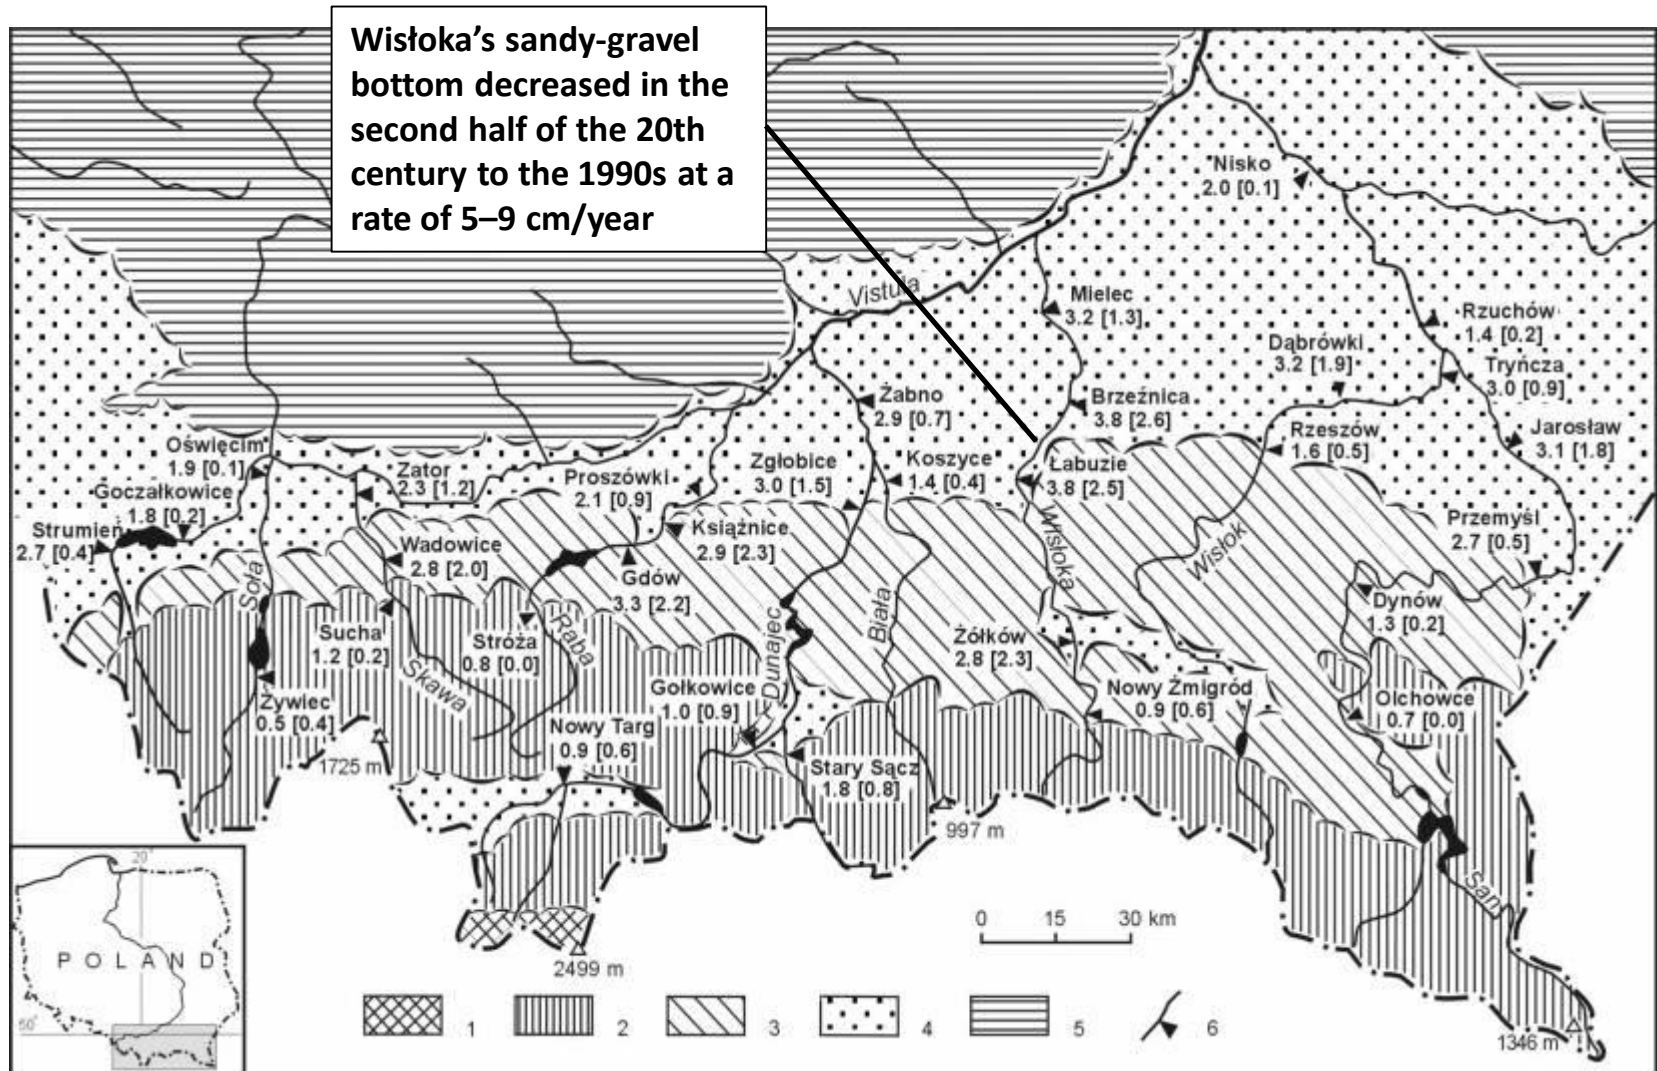 Wisłoka’s sandy-gravel
bottom decreased in the
second half of the 20th
century to the 1990s at a
rate of 5–9 cm/year
Nisko
2.0 [0.1]
Vistula
Mielec
3.2 [1.3]
Rzuchów
1.4 [0.2]
Dąbrówki
3.2 [1.9]
Tryńcza
3.0 [0.9]
Żabno
2.9 [0.7]
Brzeźnica
3.8 [2.6]
Jarosław
3.1 [1.8]
Rzeszów
1.6 [0.5]
Oświęcim
1.9 [0.1]
Zator
2.3 [1.2]
Proszówki
2.1 [0.9]
Zgłobice
3.0 [1.5]
Koszyce
1.4 [0.4]
Łabuzie
3.8 [2.5]
Goczałkowice
1.8 [0.2]
Strumień
2.7 [0.4]
Książnice
2.9 [2.3]
Przemyśl
2.7 [0.5]
Wadowice
2.8 [2.0]
Gdów
3.3 [2.2]
Wisłoka
Wisłok
Soła
Sucha
1.2 [0.2]
Stróża
0.8 [0.0]
Raba
Skawa
Dunajec
Biała
Żółków
2.8 [2.3]
Dynów
1.3 [0.2]
Gołkowice
1.0 [0.9]
Nowy Żmigród
0.9 [0.6]
Olchowce
0.7 [0.0]
Żywiec
0.5 [0.4]
Nowy Targ
0.9 [0.6]
1725 m
Stary Sącz
1.8 [0.8]
997 m
San
20°
POLAND
50°
0 15 30 km
2499 m
1346 m
1 2 3 4 5 6